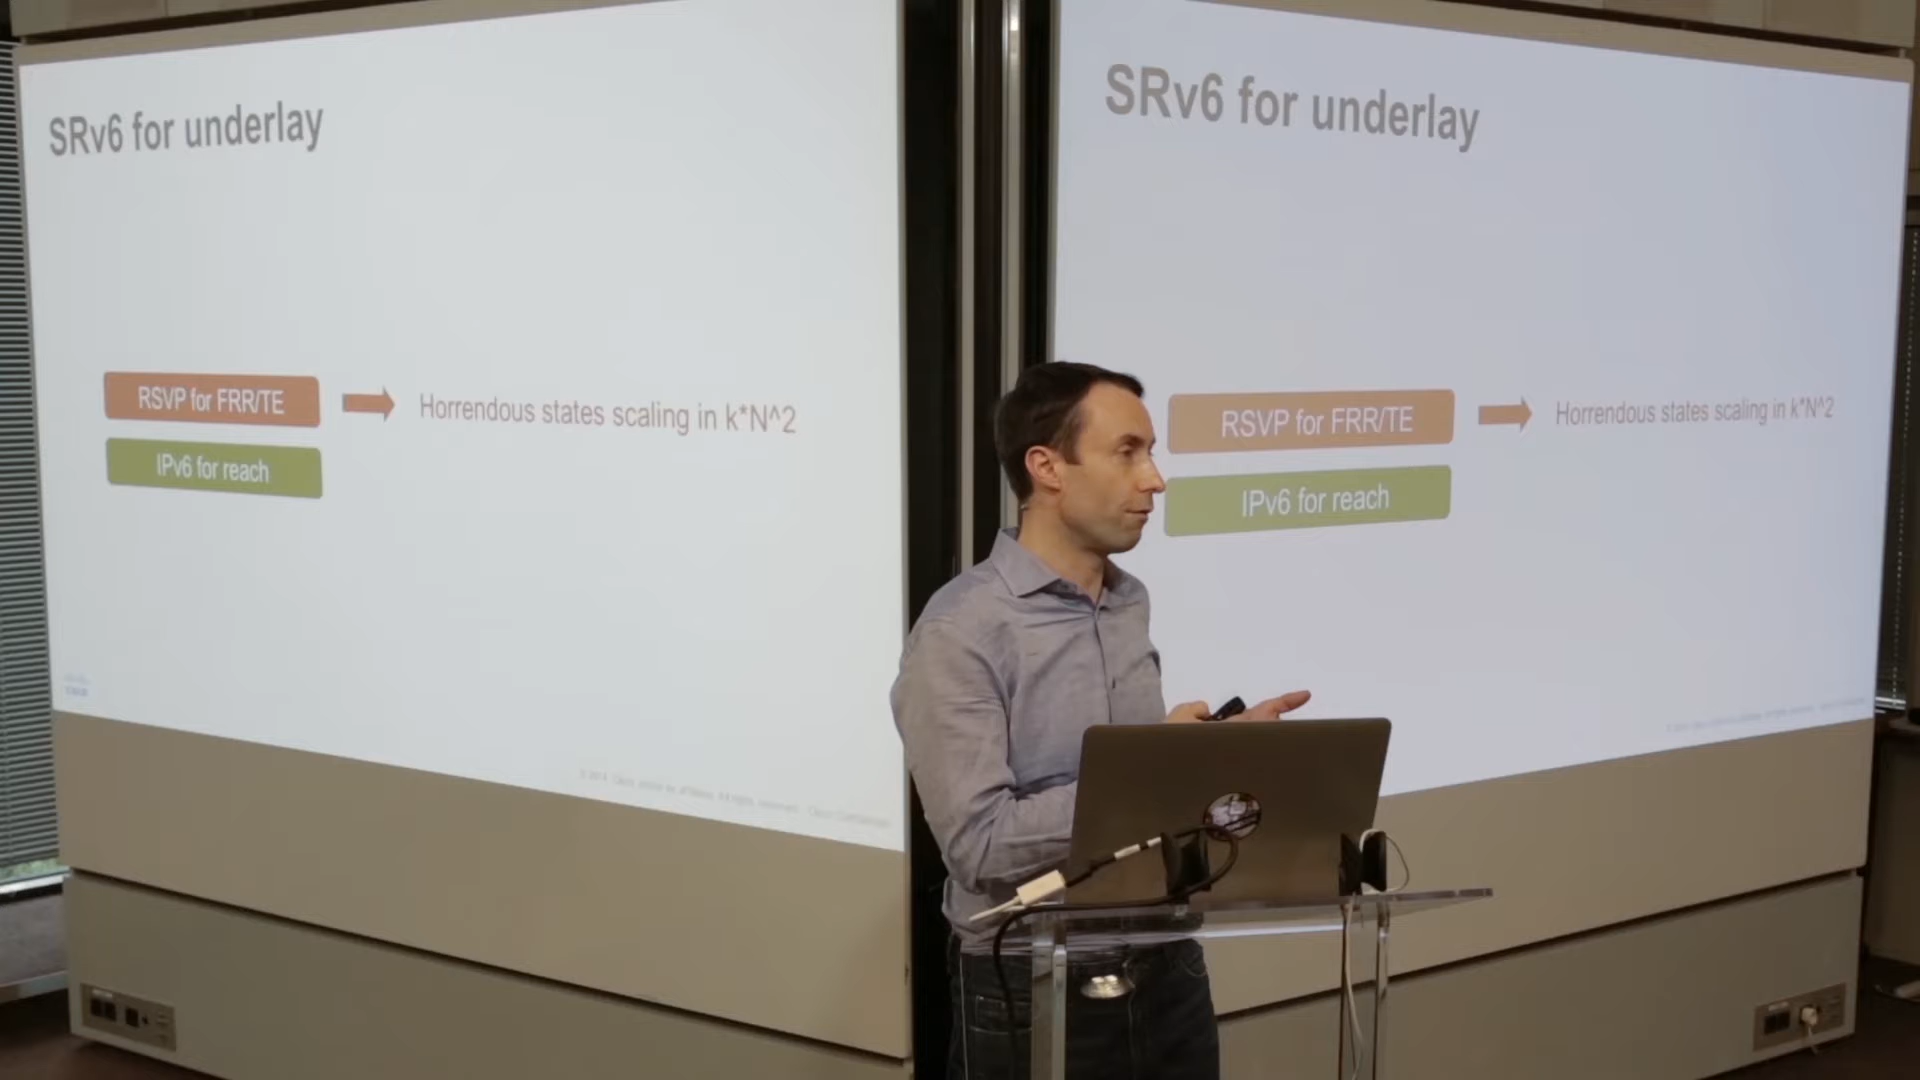 SRv6 for underlay
RSVP for FRR/TE
Horrendous states scaling in k*N^2
IPv6 for reach
SRv6 for underlay
RSVP for FRR/TE
Horrendous states scaling in k*N^2
IPv6 for reach